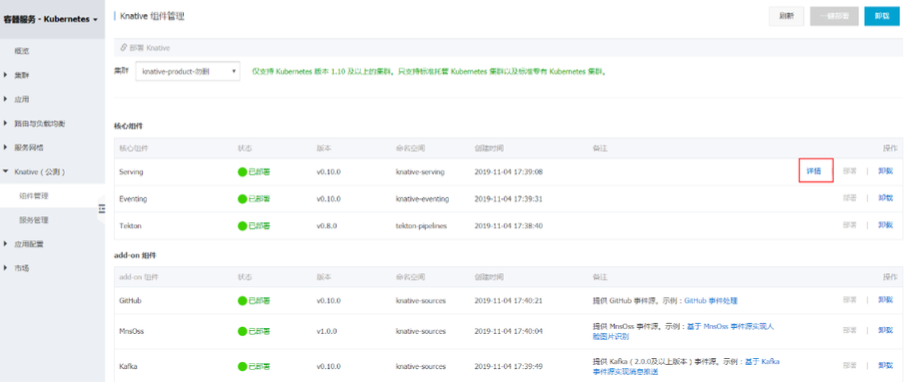 容器服务 - Kubernetes
Knative 组件管理
刷新
一键部署
卸载
概览
集群
应用
路由与负载均衡
服务网格
Knative（公测）
组件管理
服务管理
应用配置
市场
部署 Knative
集群 knative-product-勿删 仅支持 Kubernetes 版本 1.10 及以上的集群。只支持标准托管 Kubernetes 集群以及标准专有 Kubernetes 集群。
核心组件
核心组件 状态 版本 命名空间 创建时间 备注 操作
Serving 已部署 v0.10.0 knative-serving 2019-11-04 17:39:08 详情 部署 | 卸载
Eventing 已部署 v0.10.0 knative-eventing 2019-11-04 17:39:31 部署 | 卸载
Tekton 已部署 v0.8.0 tekton-pipelines 2019-11-04 17:38:40 部署 | 卸载
add-on 组件
add-on 组件 状态 版本 命名空间 创建时间 备注 操作
GitHub 已部署 v0.10.0 knative-sources 2019-11-04 17:40:21 提供 GitHub 事件源。示例：GitHub 事件处理 部署 | 卸载
MnsOss 已部署 v1.0.0 knative-sources 2019-11-04 17:40:04 提供 MnsOss 事件源。示例：基于 MnsOss 事件源实现人
脸图片识别 部署 | 卸载
Kafka 已部署 v0.10.0 knative-sources 2019-11-04 17:39:49 提供 Kafka（2.0.0及以上版本）事件源。示例：基于 Kafka
事件源实现消息推送 部署 | 卸载